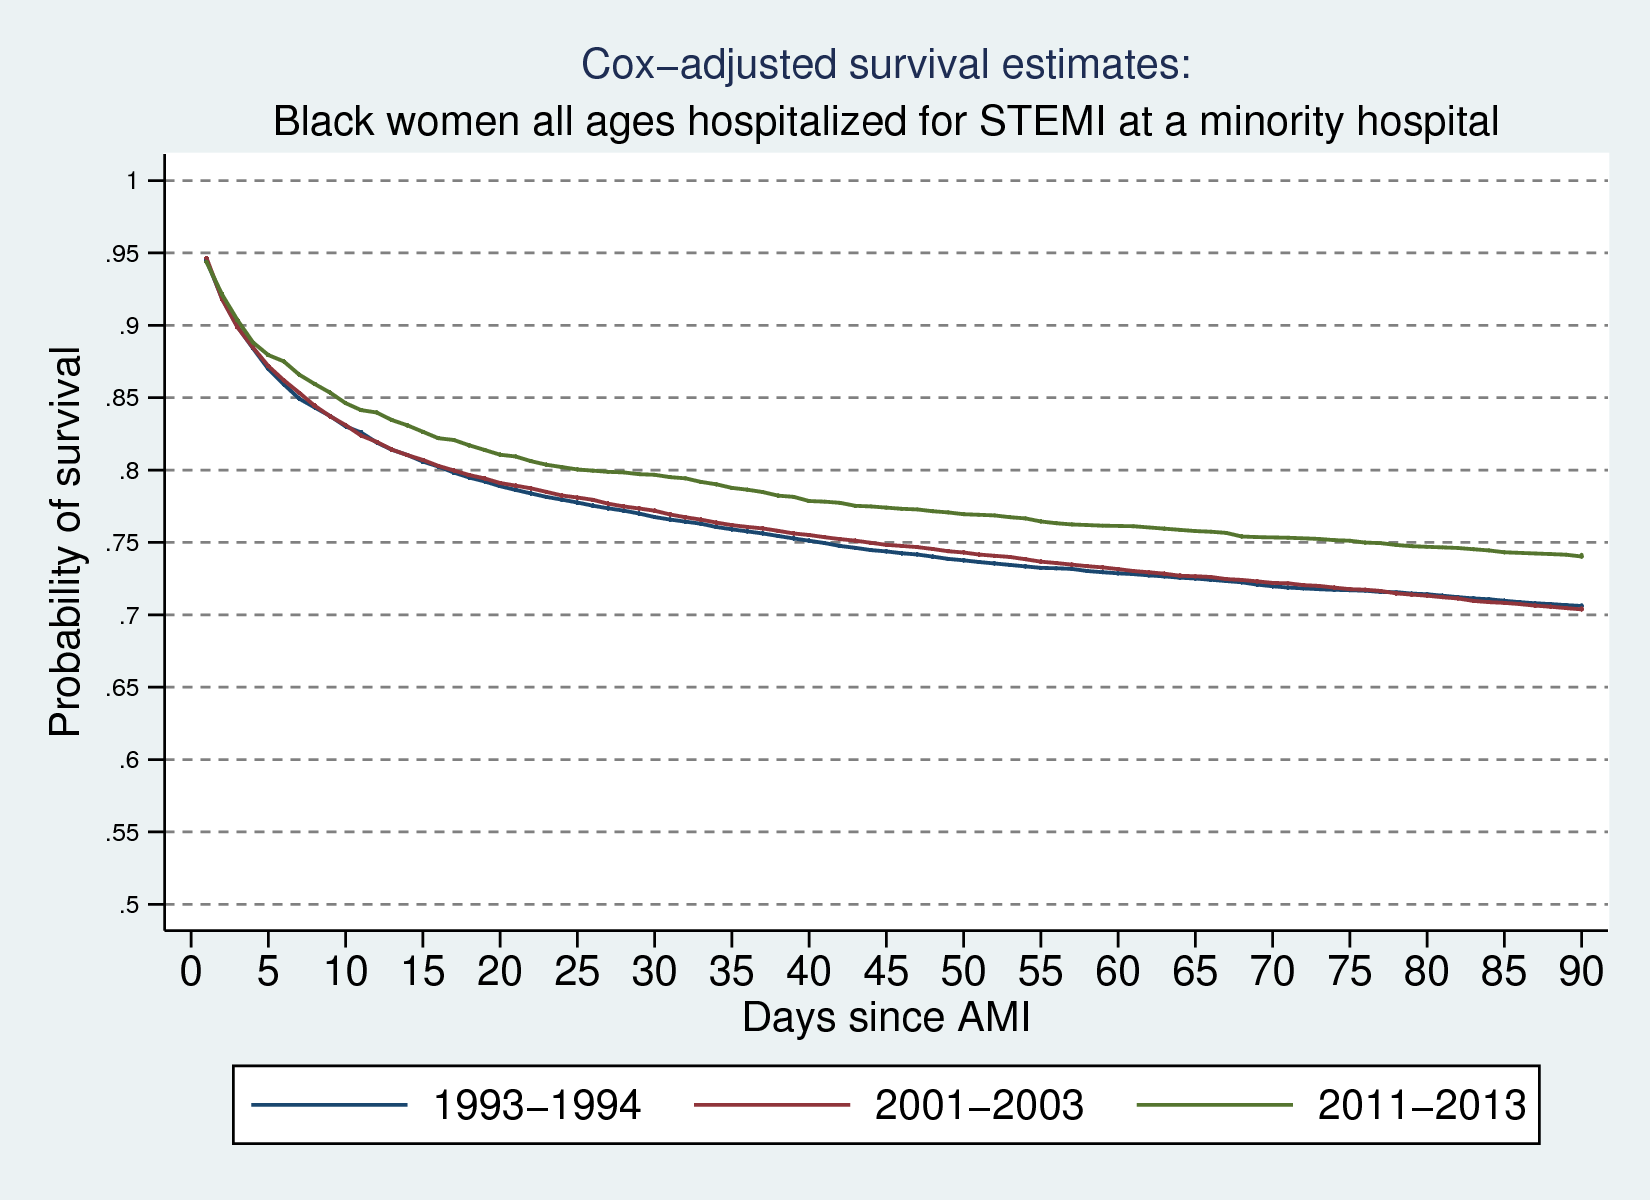 Cox–adjusted survival estimates:
Black women all ages hospitalized for STEMI at a minority hospital
Probability of survival
1
.95
.9
.85
.8
.75
.7
.65
.6
.55
.5
0 5 10 15 20 25 30 35 40 45 50 55 60 65 70 75 80 85 90
Days since AMI
1993–1994 2001–2003 2011–2013